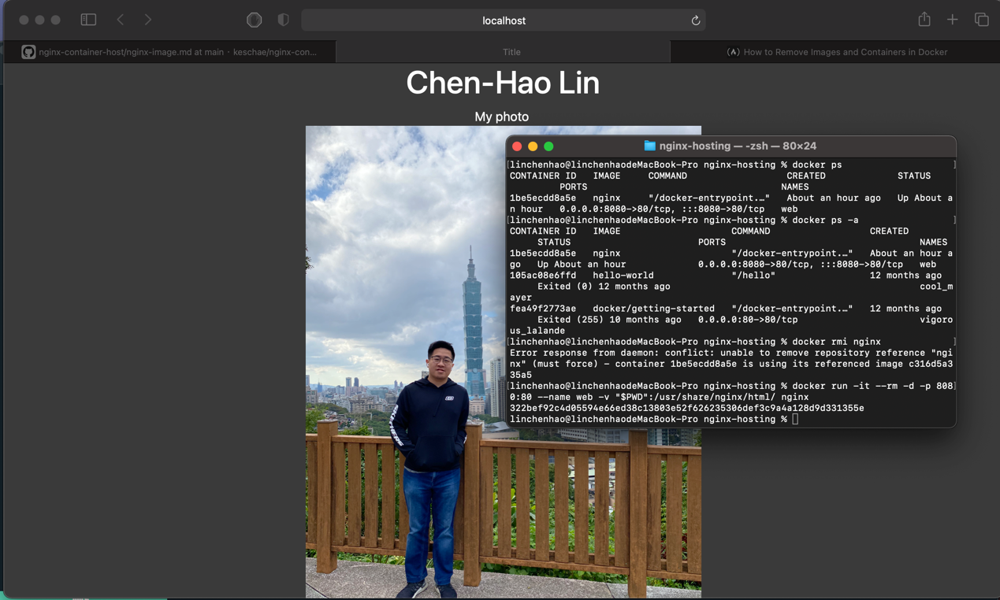 localhost
nginx-container-host/nginx-image.md at main · keschae/nginx-con...
Title
How to Remove Images and Containers in Docker
Chen-Hao Lin
My photo
nginx-hosting — -zsh — 80×24
[linchenhao@linchenhaodeMacBook-Pro nginx-hosting % docker ps ]
CONTAINER ID   IMAGE     COMMAND                  CREATED             STATUS
         PORTS                                   NAMES
1be5ecdd8a5e   nginx     "/docker-entrypoint.…"   About an hour ago   Up About a
n hour   0.0.0.0:8080->80/tcp, :::8080->80/tcp   web
[linchenhao@linchenhaodeMacBook-Pro nginx-hosting % docker ps -a ]
CONTAINER ID   IMAGE                    COMMAND                  CREATED
     STATUS                       PORTS                                   NAMES
1be5ecdd8a5e   nginx                    "/docker-entrypoint.…"   About an hour a
go   Up About an hour             0.0.0.0:8080->80/tcp, :::8080->80/tcp   web
105ac08e6ffd   hello-world              "/hello"                 12 months ago
     Exited (0) 12 months ago                                             cool_m
ayer
fea49f2773ae   docker/getting-started   "/docker-entrypoint.…"   12 months ago
     Exited (255) 10 months ago   0.0.0.0:80->80/tcp                      vigoro
us_lalande
[linchenhao@linchenhaodeMacBook-Pro nginx-hosting % docker rmi nginx ]
Error response from daemon: conflict: unable to remove repository reference "ngi
nx" (must force) - container 1be5ecdd8a5e is using its referenced image c316d5a3
35a5
[linchenhao@linchenhaodeMacBook-Pro nginx-hosting % docker run -it --rm -d -p 808]
0:80 --name web -v "$PWD":/usr/share/nginx/html/ nginx
322bef92c4d05594e66ed38c13803e52f626235306def3c9a4a128d9d331355e
linchenhao@linchenhaodeMacBook-Pro nginx-hosting %